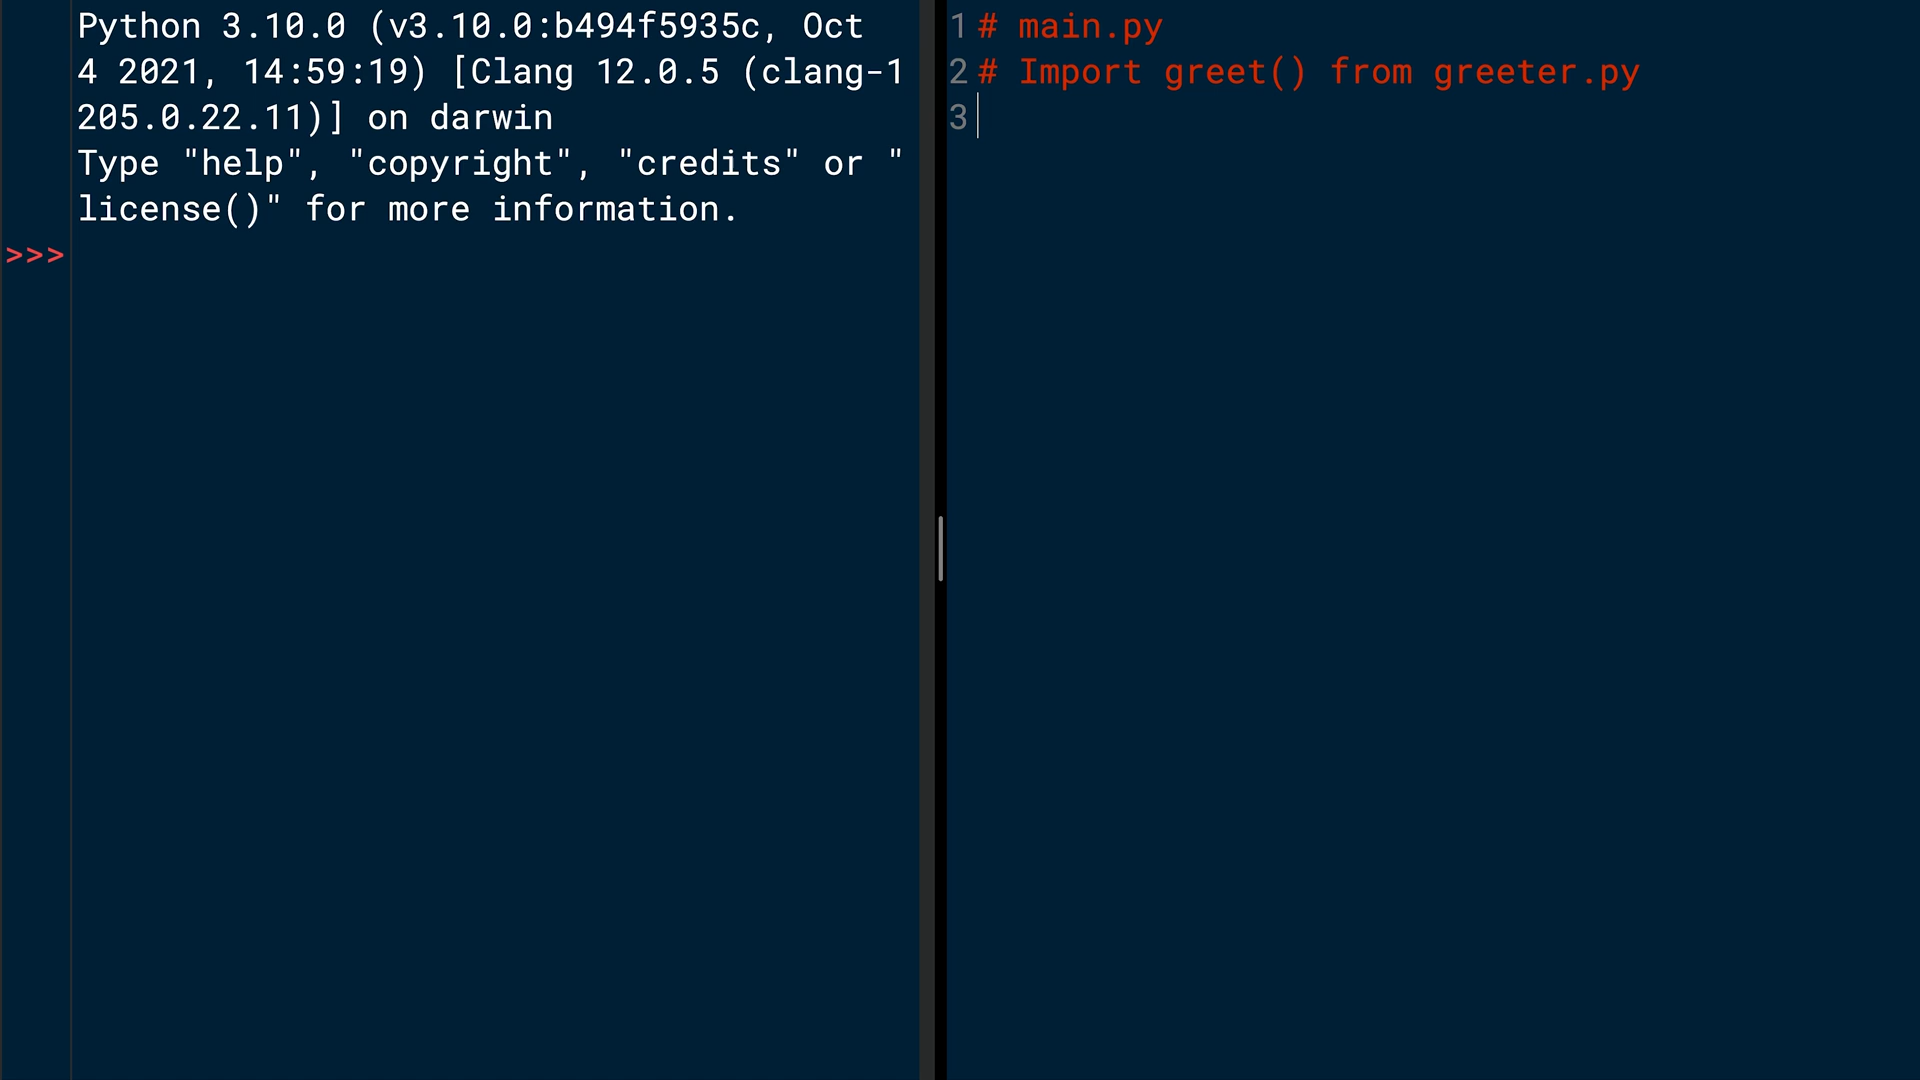 Python 3.10.0 (v3.10.0:b494f5935c, Oct
4 2021, 14:59:19) [Clang 12.0.5 (clang-1
205.0.22.11)] on darwin
Type "help", "copyright", "credits" or "
license()" for more information.
>>>
1 # main.py
2 # Import greet() from greeter.py
3